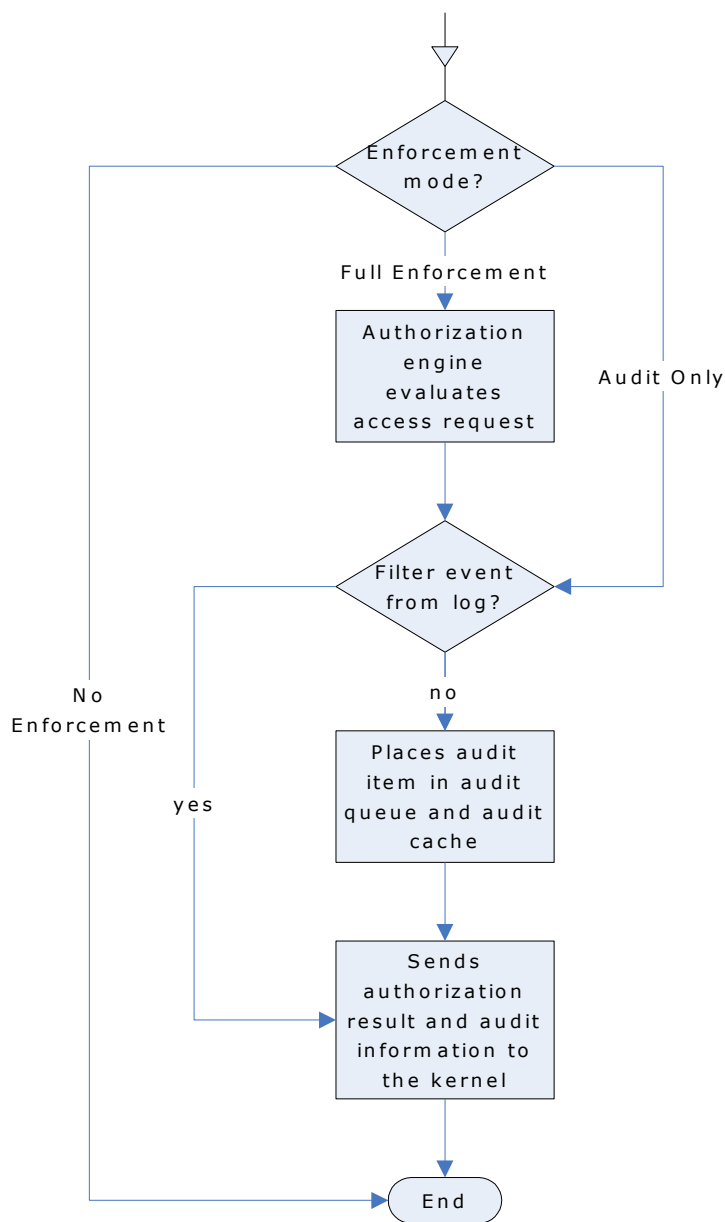 Enforcement
mode?
Full Enforcement
Authorization
engine
evaluates
access request
Audit Only
Filter event
from log?
No
Enforcement
no
Places audit
item in audit
queue and audit
cache
yes
Sends
authorization
result and audit
information to
the kernel
End